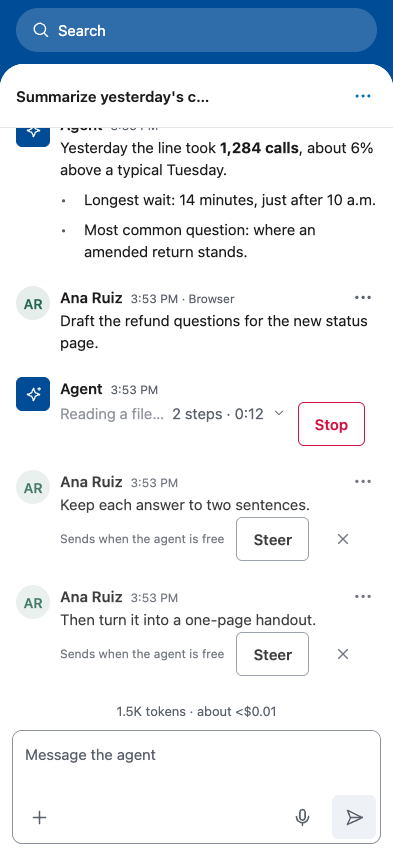 Search
Summarize yesterday's c...
Agent 3:53 PM
Yesterday the line took 1,284 calls, about 6%
above a typical Tuesday.
• Longest wait: 14 minutes, just after 10 a.m.
• Most common question: where an
amended return stands.
AR Ana Ruiz 3:53 PM · Browser
Draft the refund questions for the new status
page.
Agent 3:53 PM
Reading a file... 2 steps · 0:12 Stop
AR Ana Ruiz 3:53 PM
Keep each answer to two sentences.
Sends when the agent is free Steer
AR Ana Ruiz 3:53 PM
Then turn it into a one-page handout.
Sends when the agent is free Steer
1.5K tokens · about <$0.01
Message the agent